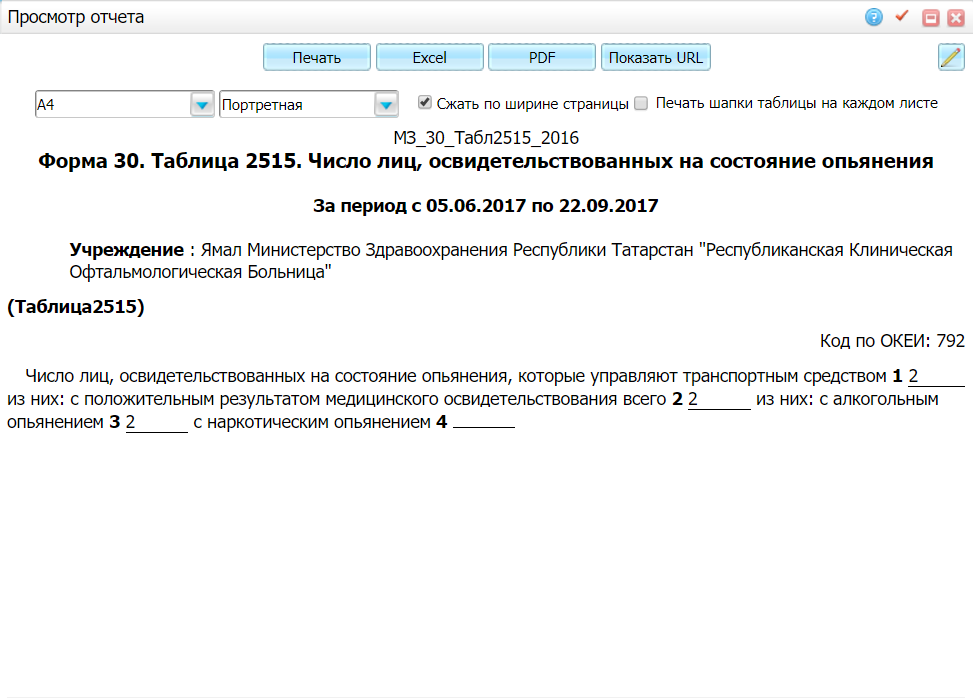 Просмотр отчета
Печать Excel PDF Показать URL
A4 Портретная Сжать по ширине страницы Печать шапки таблицы на каждом листе
МЗ_30_Табл2515_2016
Форма 30. Таблица 2515. Число лиц, освидетельствованных на состояние опьянения
За период с 05.06.2017 по 22.09.2017
Учреждение : Ямал Министерство Здравоохранения Республики Татарстан "Республиканская Клиническая
Офтальмологическая Больница"
(Таблица2515)
Код по ОКЕИ: 792
Число лиц, освидетельствованных на состояние опьянения, которые управляют транспортным средством 1 2
из них: с положительным результатом медицинского освидетельствования всего 2 2 из них: с алкогольным
опьянением 3 2 с наркотическим опьянением 4